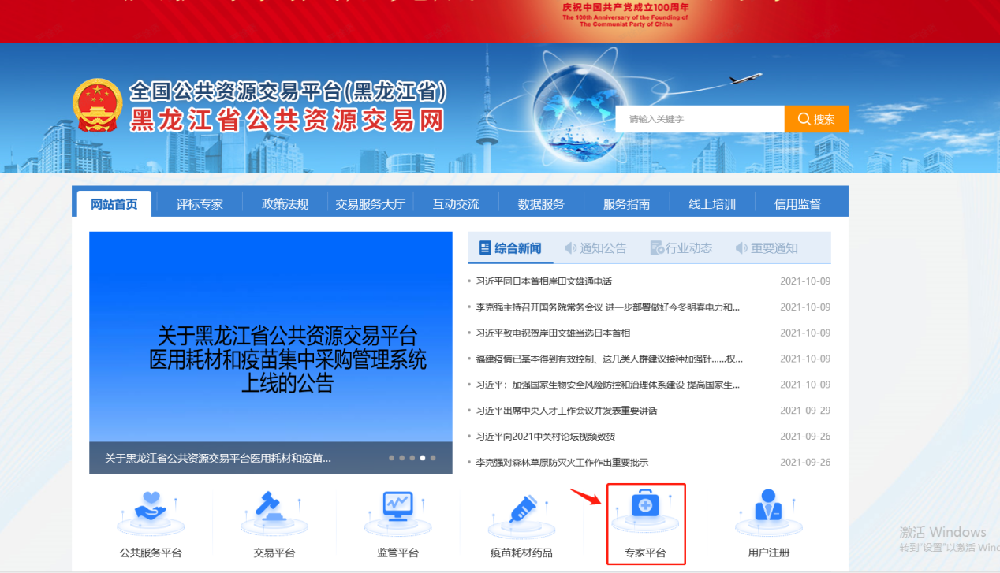 庆祝中国共产党成立100周年
The 100th Anniversary of the Founding of
The Communist Party of China
全国公共资源交易平台(黑龙江省)
黑龙江省公共资源交易网
请输入关键字
搜索
网站首页 评标专家 政策法规 交易服务大厅 互动交流 数据服务 服务指南 线上培训 信用监督
综合新闻 通知公告 行业动态 重要通知
关于黑龙江省公共资源交易平台
医用耗材和疫苗集中采购管理系统
上线的公告
关于黑龙江省公共资源交易平台医用耗材和疫苗...
习近平同日本首相岸田文雄通电话 2021-10-09
李克强主持召开国务院常务会议 进一步部署做好今冬明春电力和... 2021-10-09
习近平致电祝贺岸田文雄当选日本首相 2021-10-09
福建疫情已基本得到有效控制、这几类人群建议接种加强针……权... 2021-10-09
习近平：加强国家生物安全风险防控和治理体系建设 提高国家生... 2021-10-09
习近平出席中央人才工作会议并发表重要讲话 2021-09-29
习近平向2021中关村论坛视频致贺 2021-09-26
李克强对森林草原防灭火工作作出重要批示 2021-09-26
公共服务平台 交易平台 监管平台 疫苗耗材药品 专家平台 用户注册
激活 Windows
转到"设置"以激活 Wind